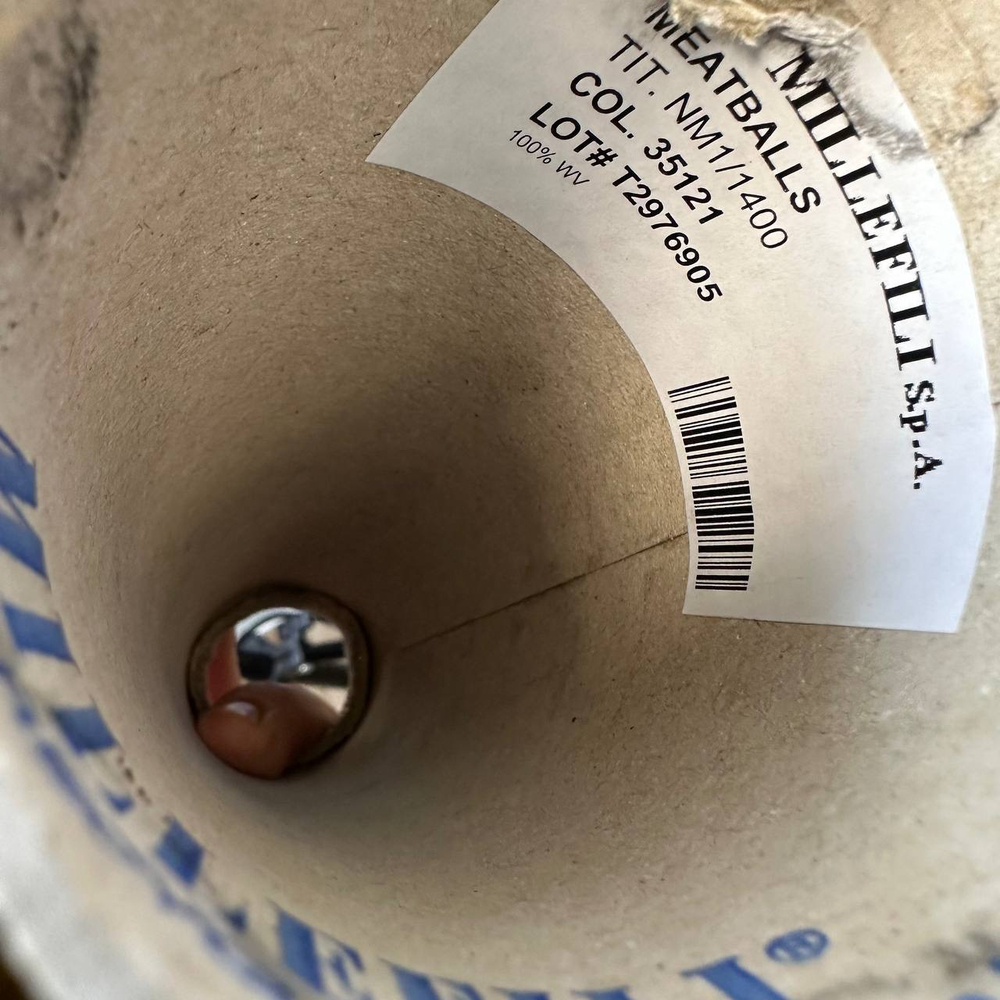 MILLEFILI S.p.A.
MEATBALLS
TIT. NM1/1400
COL. 35121
LOT# T2976905
100% WV